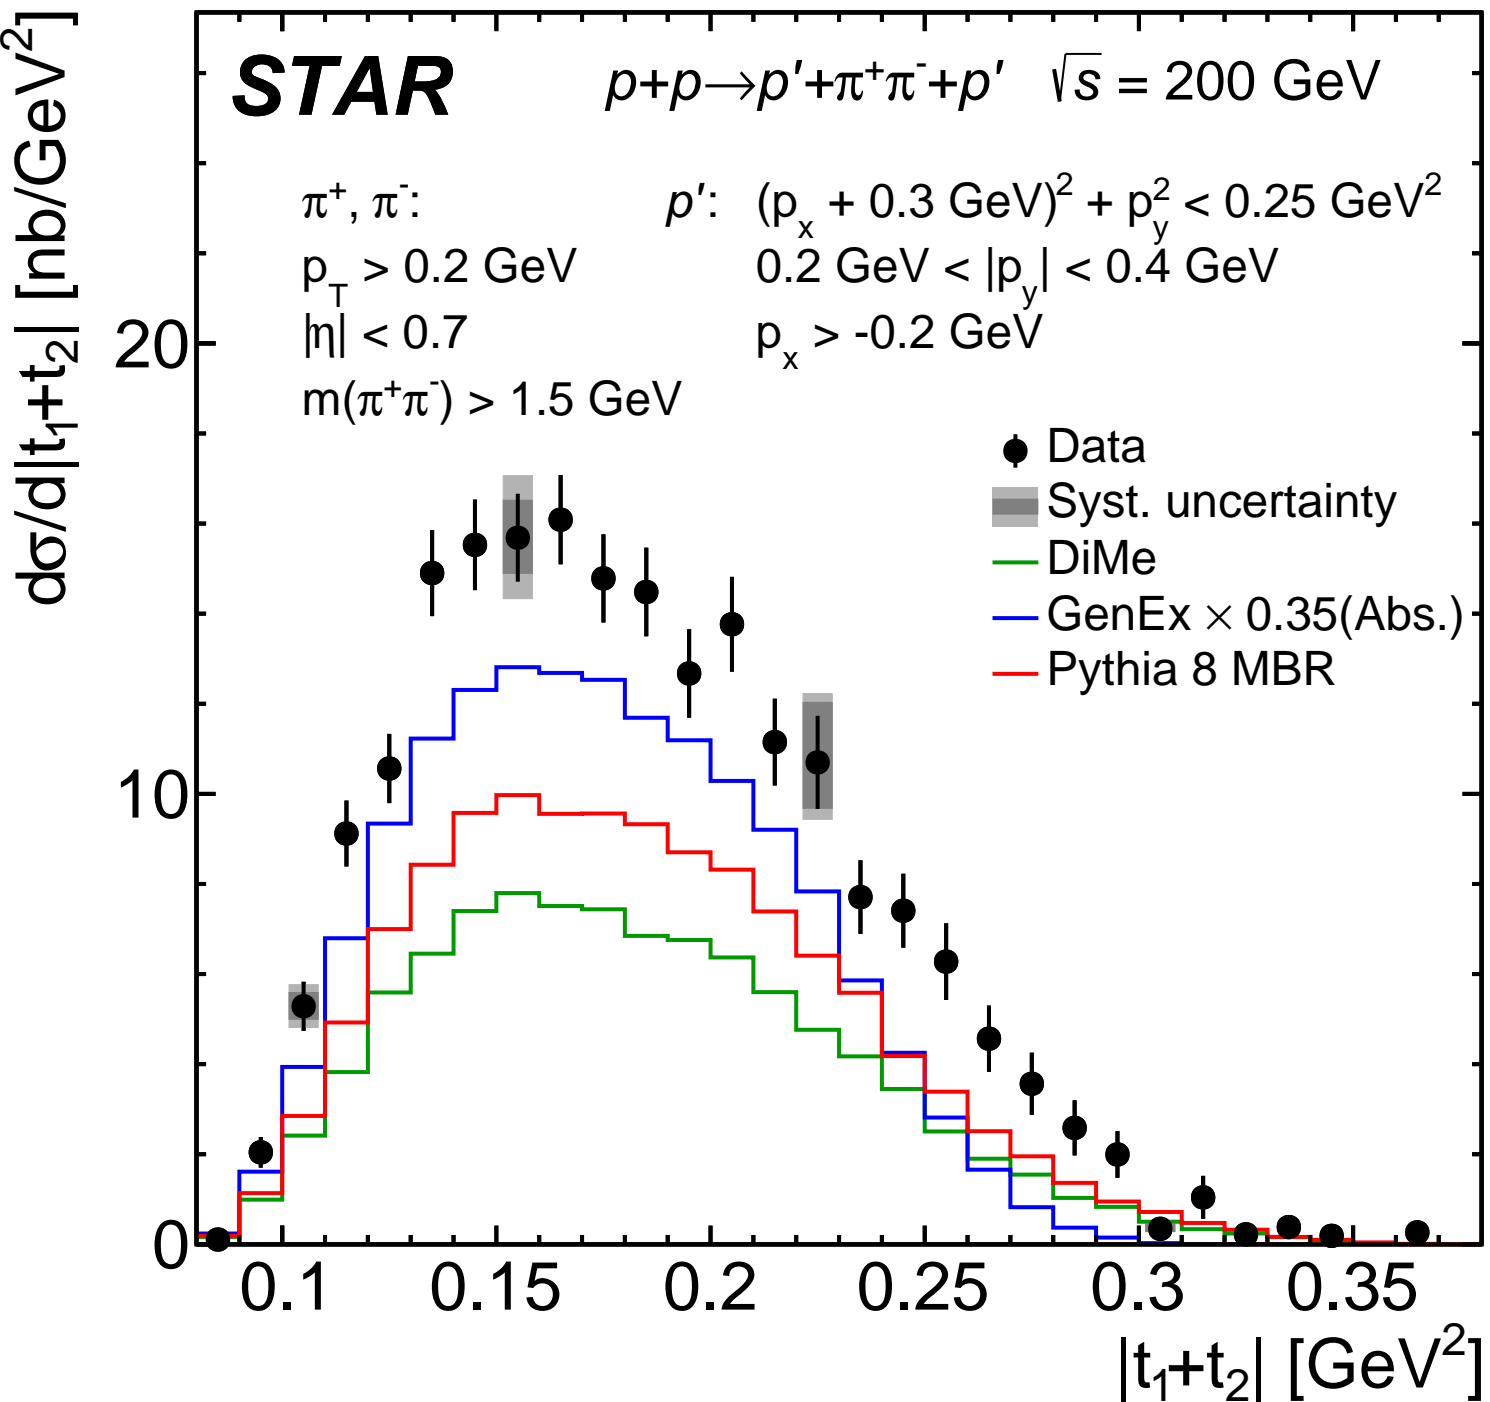 dσ/d|t₁+t₂| [nb/GeV²]
STAR p+p→p′+π⁺π⁻+p′ √s = 200 GeV
π⁺, π⁻: p′: (pₓ + 0.3 GeV)² + p_y² < 0.25 GeV²
p_T > 0.2 GeV 0.2 GeV < |p_y| < 0.4 GeV
|η| < 0.7 pₓ > -0.2 GeV
m(π⁺π⁻) > 1.5 GeV
Data
Syst. uncertainty
DiMe
GenEx × 0.35(Abs.)
Pythia 8 MBR
20
10
0
0.1 0.15 0.2 0.25 0.3 0.35
|t₁+t₂| [GeV²]